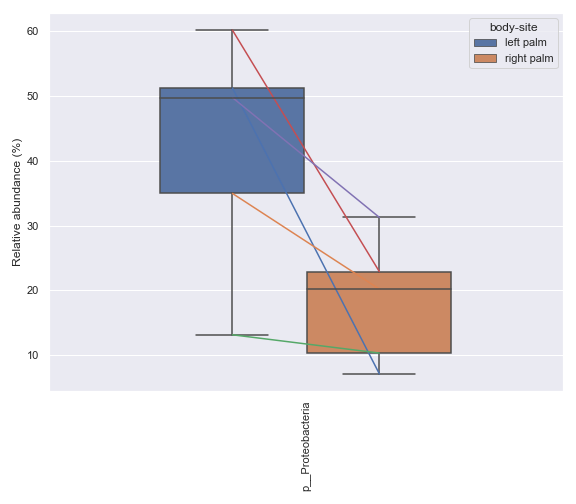 body-site
left palm
right palm
Relative abundance (%)
60
50
40
30
20
10
p__Proteobacteria